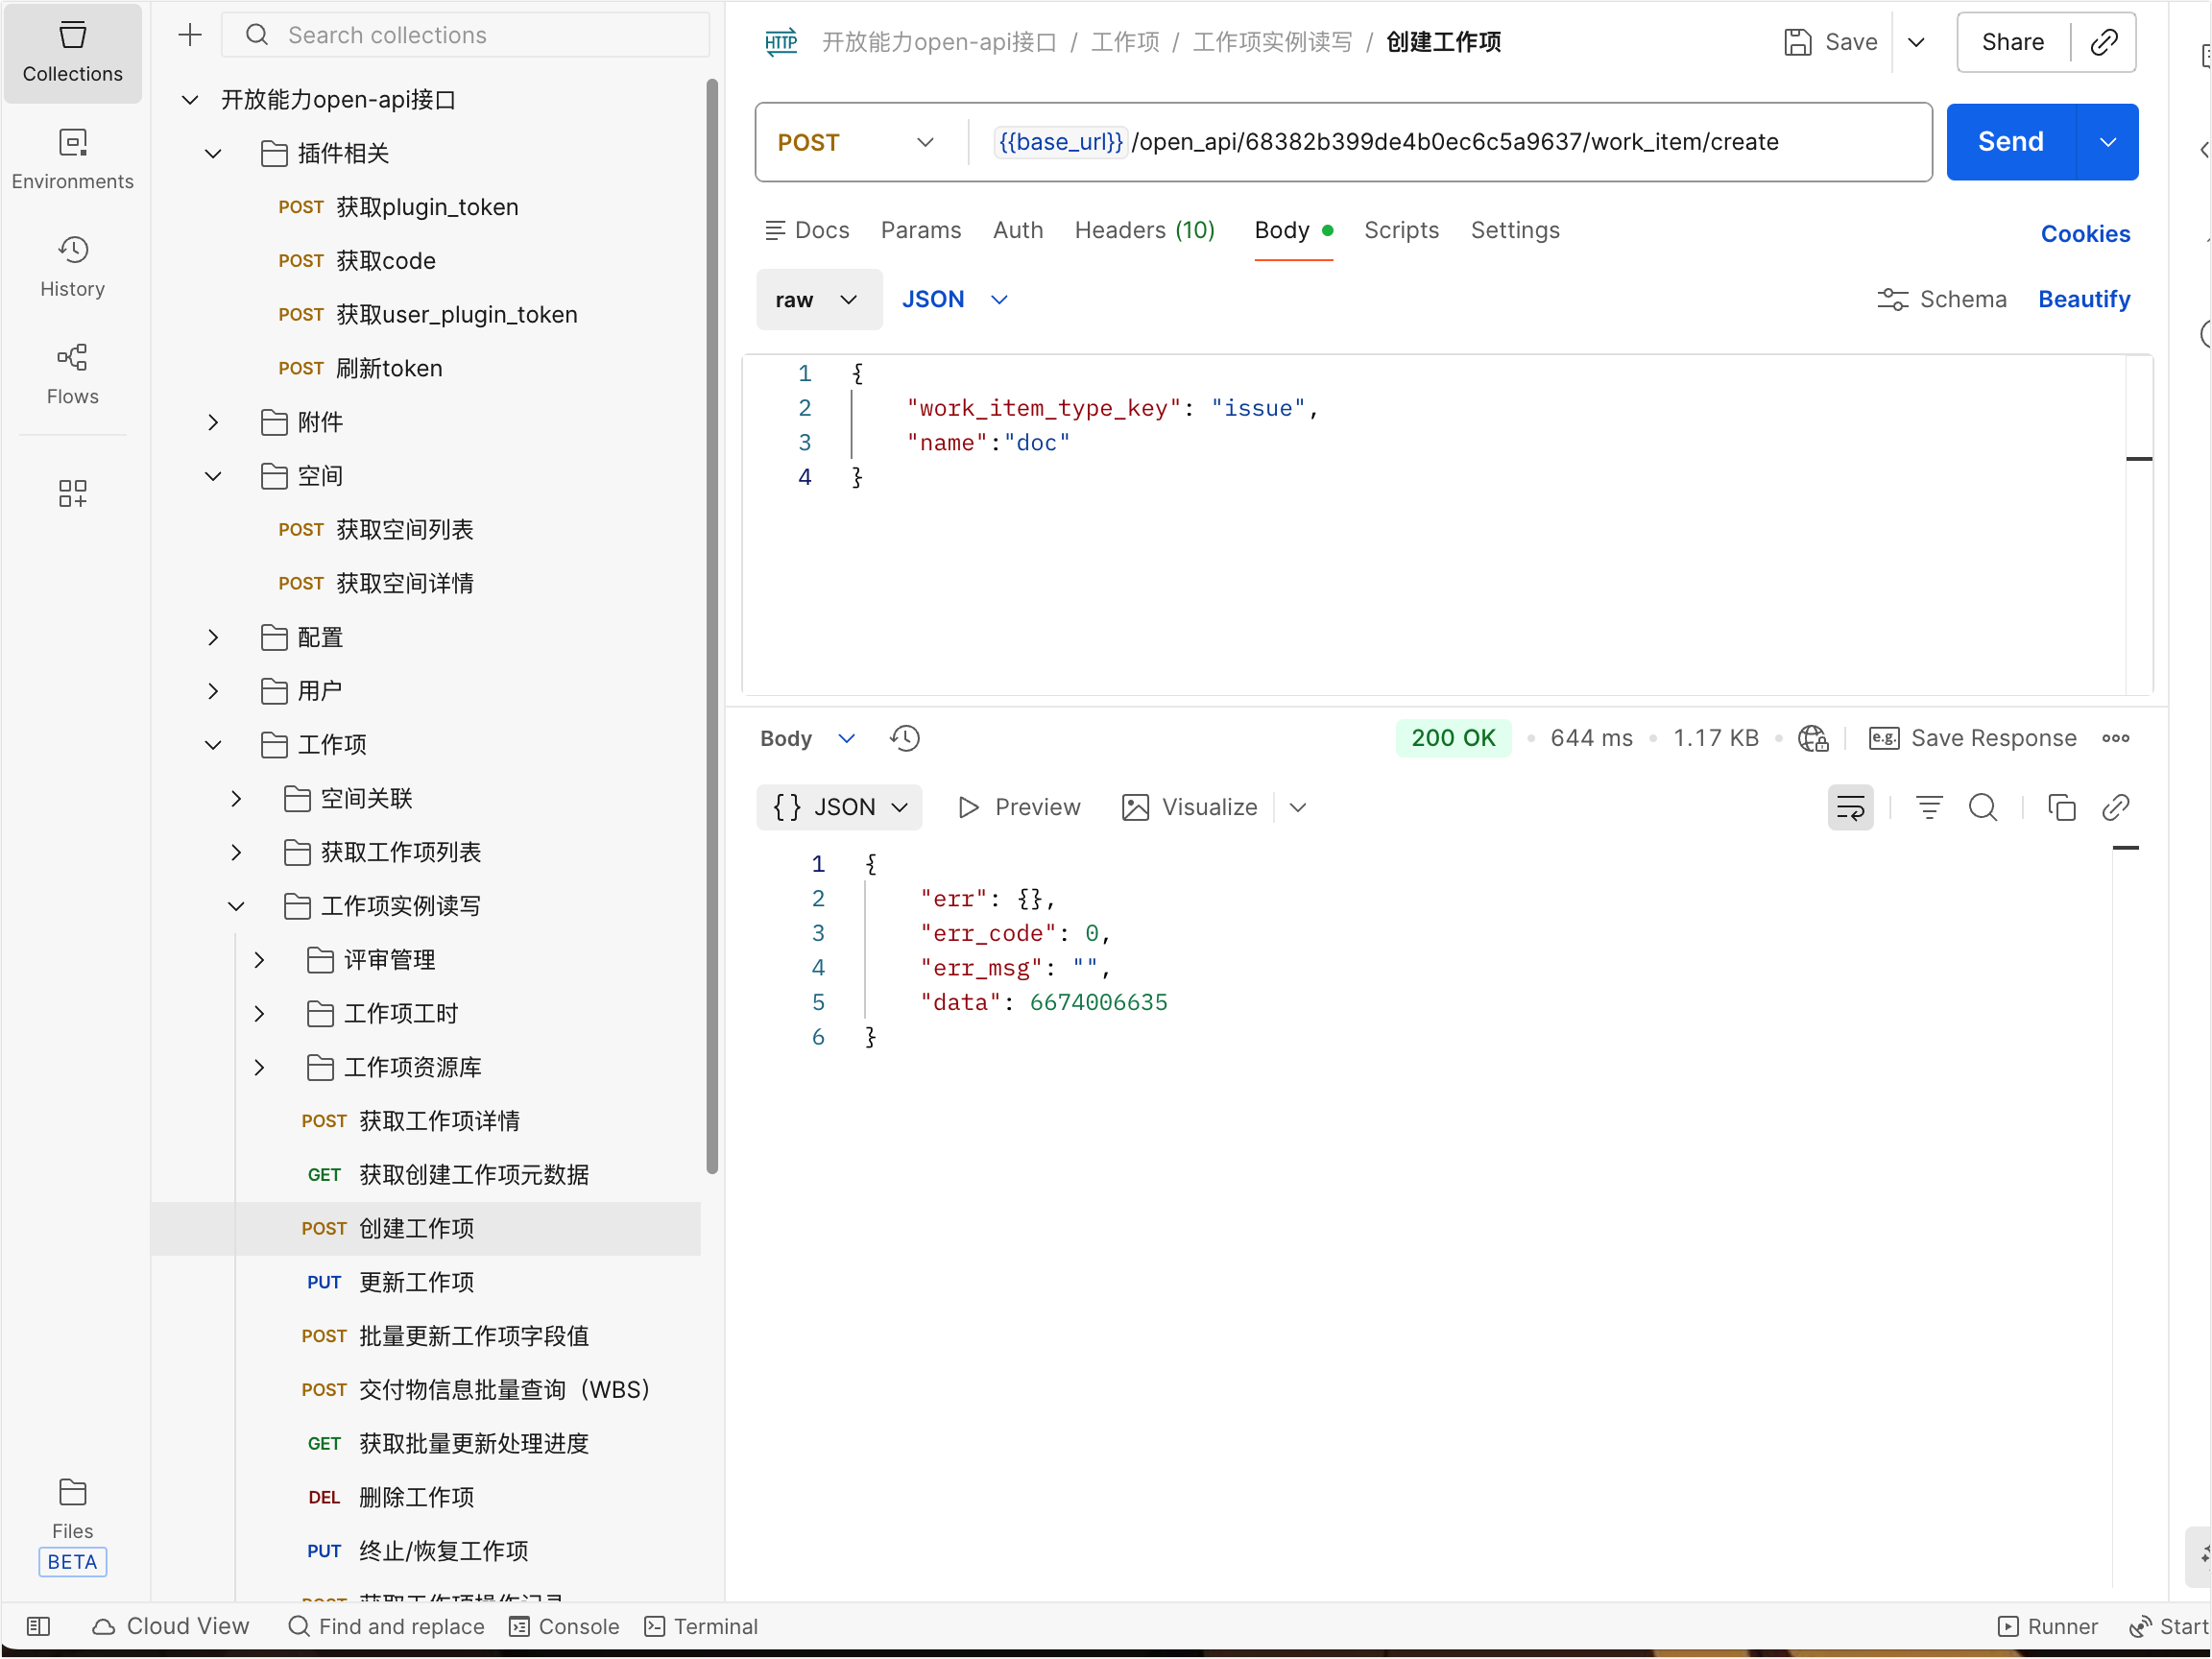 Collections
Environments
History
Flows
Files
BETA
Search collections
开放能力open-api接口
插件相关
POST 获取plugin_token
POST 获取code
POST 获取user_plugin_token
POST 刷新token
附件
空间
POST 获取空间列表
POST 获取空间详情
配置
用户
工作项
空间关联
获取工作项列表
工作项实例读写
评审管理
工作项工时
工作项资源库
POST 获取工作项详情
GET 获取创建工作项元数据
POST 创建工作项
PUT 更新工作项
POST 批量更新工作项字段值
POST 交付物信息批量查询（WBS）
GET 获取批量更新处理进度
DEL 删除工作项
PUT 终止/恢复工作项
HTTP 开放能力open-api接口 / 工作项 / 工作项实例读写 / 创建工作项
Save
Share
POST {{base_url}}/open_api/68382b399de4b0ec6c5a9637/work_item/create
Send
Docs Params Auth Headers (10) Body Scripts Settings
Cookies
raw JSON
Schema Beautify
1 {
2 "work_item_type_key": "issue",
3 "name":"doc"
4 }
Body
200 OK • 644 ms • 1.17 KB •
e.g. Save Response
{} JSON Preview Visualize
1 {
2 "err": {},
3 "err_code": 0,
4 "err_msg": "",
5 "data": 6674006635
6 }
Cloud View Find and replace Console Terminal
Runner Start